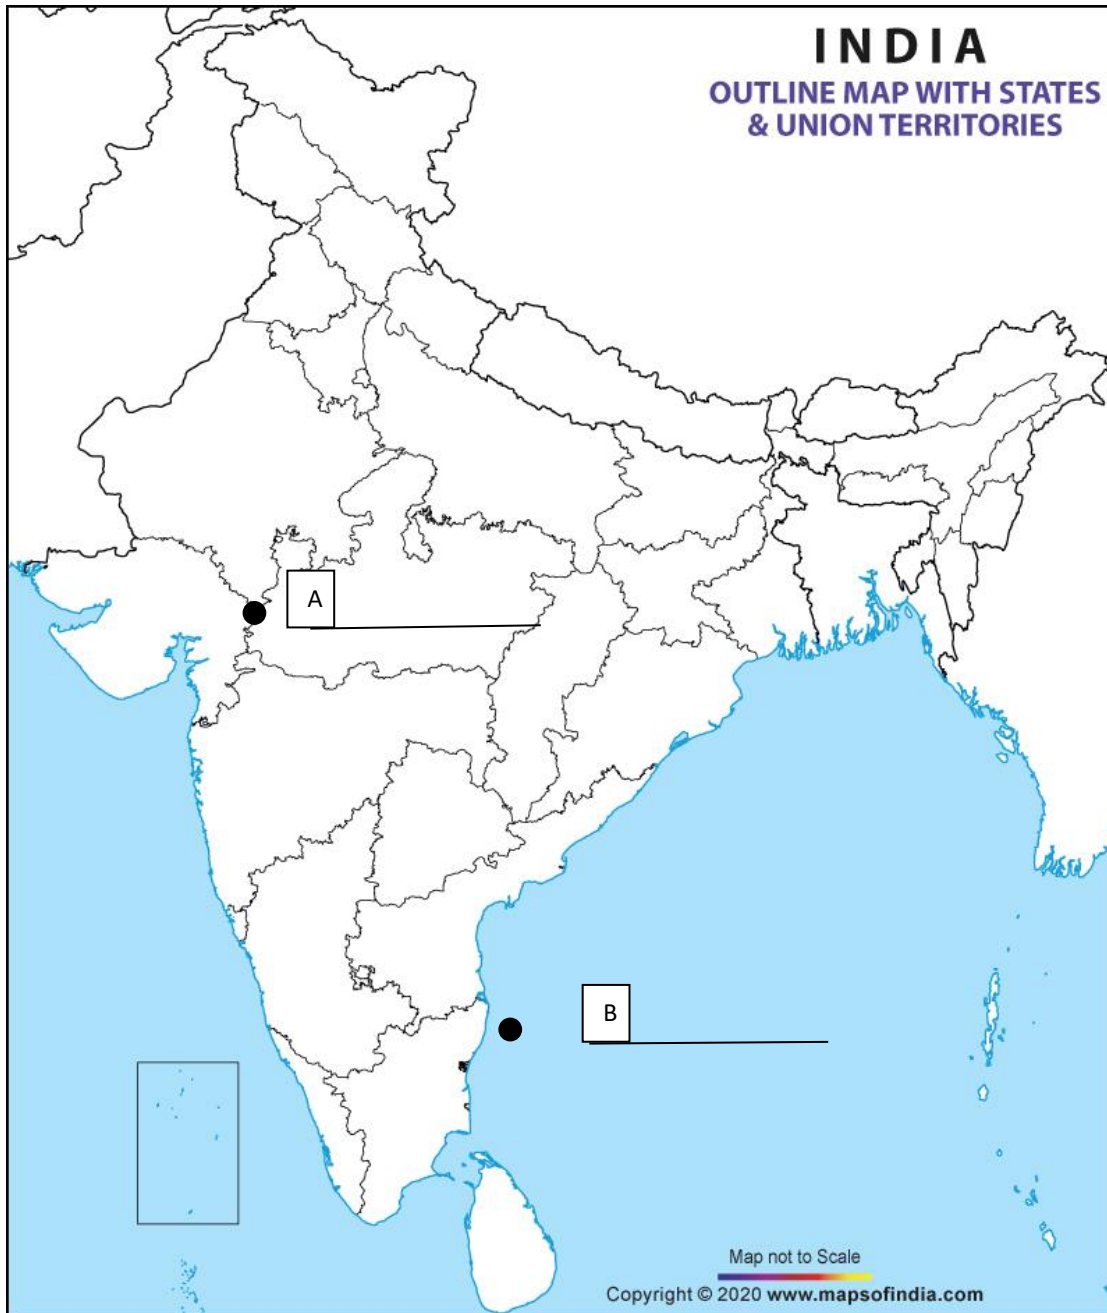 INDIA
OUTLINE MAP WITH STATES
& UNION TERRITORIES
A
B
Map not to Scale
Copyright © 2020 www.mapsofindia.com